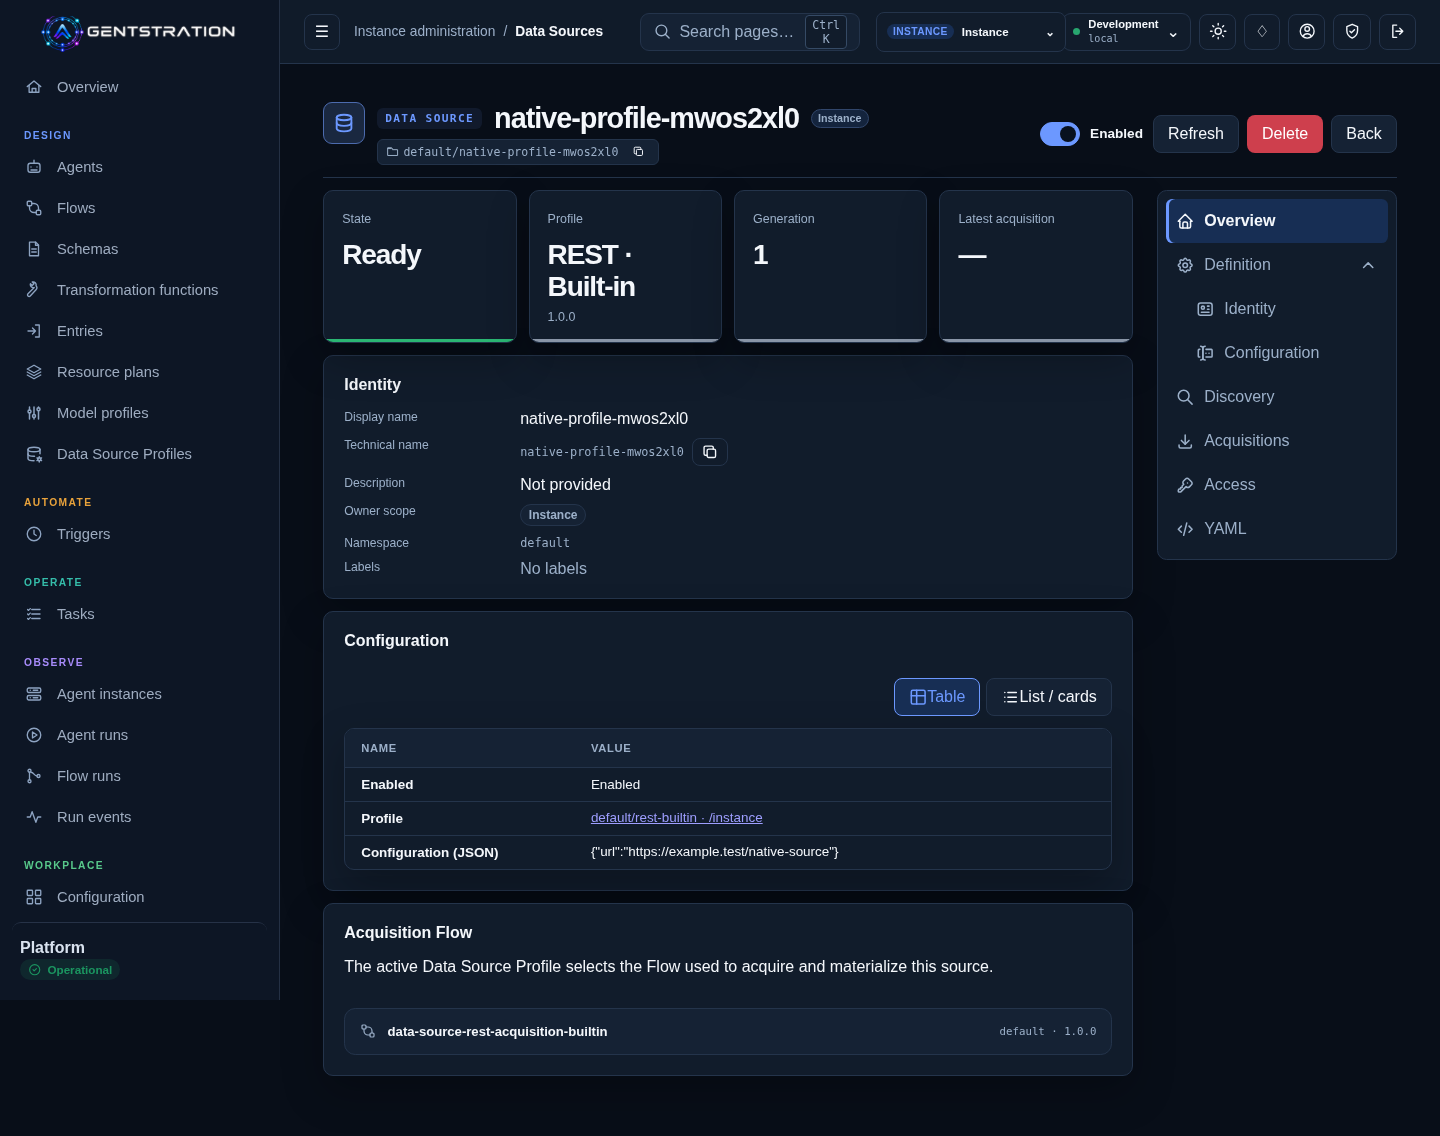 GENTSTRATION
Overview
DESIGN
Agents
Flows
Schemas
Transformation functions
Entries
Resource plans
Model profiles
Data Source Profiles
AUTOMATE
Triggers
OPERATE
Tasks
OBSERVE
Agent instances
Agent runs
Flow runs
Run events
WORKPLACE
Configuration
Platform
Operational
Instance administration / Data Sources
Search pages…
Ctrl
K
INSTANCE Instance
Development
local
DATA SOURCE native-profile-mwos2xl0 Instance
default/native-profile-mwos2xl0
Enabled Refresh Delete Back
State
Ready
Profile
REST ·
Built-in
1.0.0
Generation
1
Latest acquisition
—
Identity
Display name native-profile-mwos2xl0
Technical name native-profile-mwos2xl0
Description Not provided
Owner scope Instance
Namespace default
Labels No labels
Configuration
Table List / cards
NAME VALUE
Enabled Enabled
Profile default/rest-builtin · /instance
Configuration (JSON) {"url":"https://example.test/native-source"}
Acquisition Flow
The active Data Source Profile selects the Flow used to acquire and materialize this source.
data-source-rest-acquisition-builtin default · 1.0.0
Overview
Definition
Identity
Configuration
Discovery
Acquisitions
Access
YAML